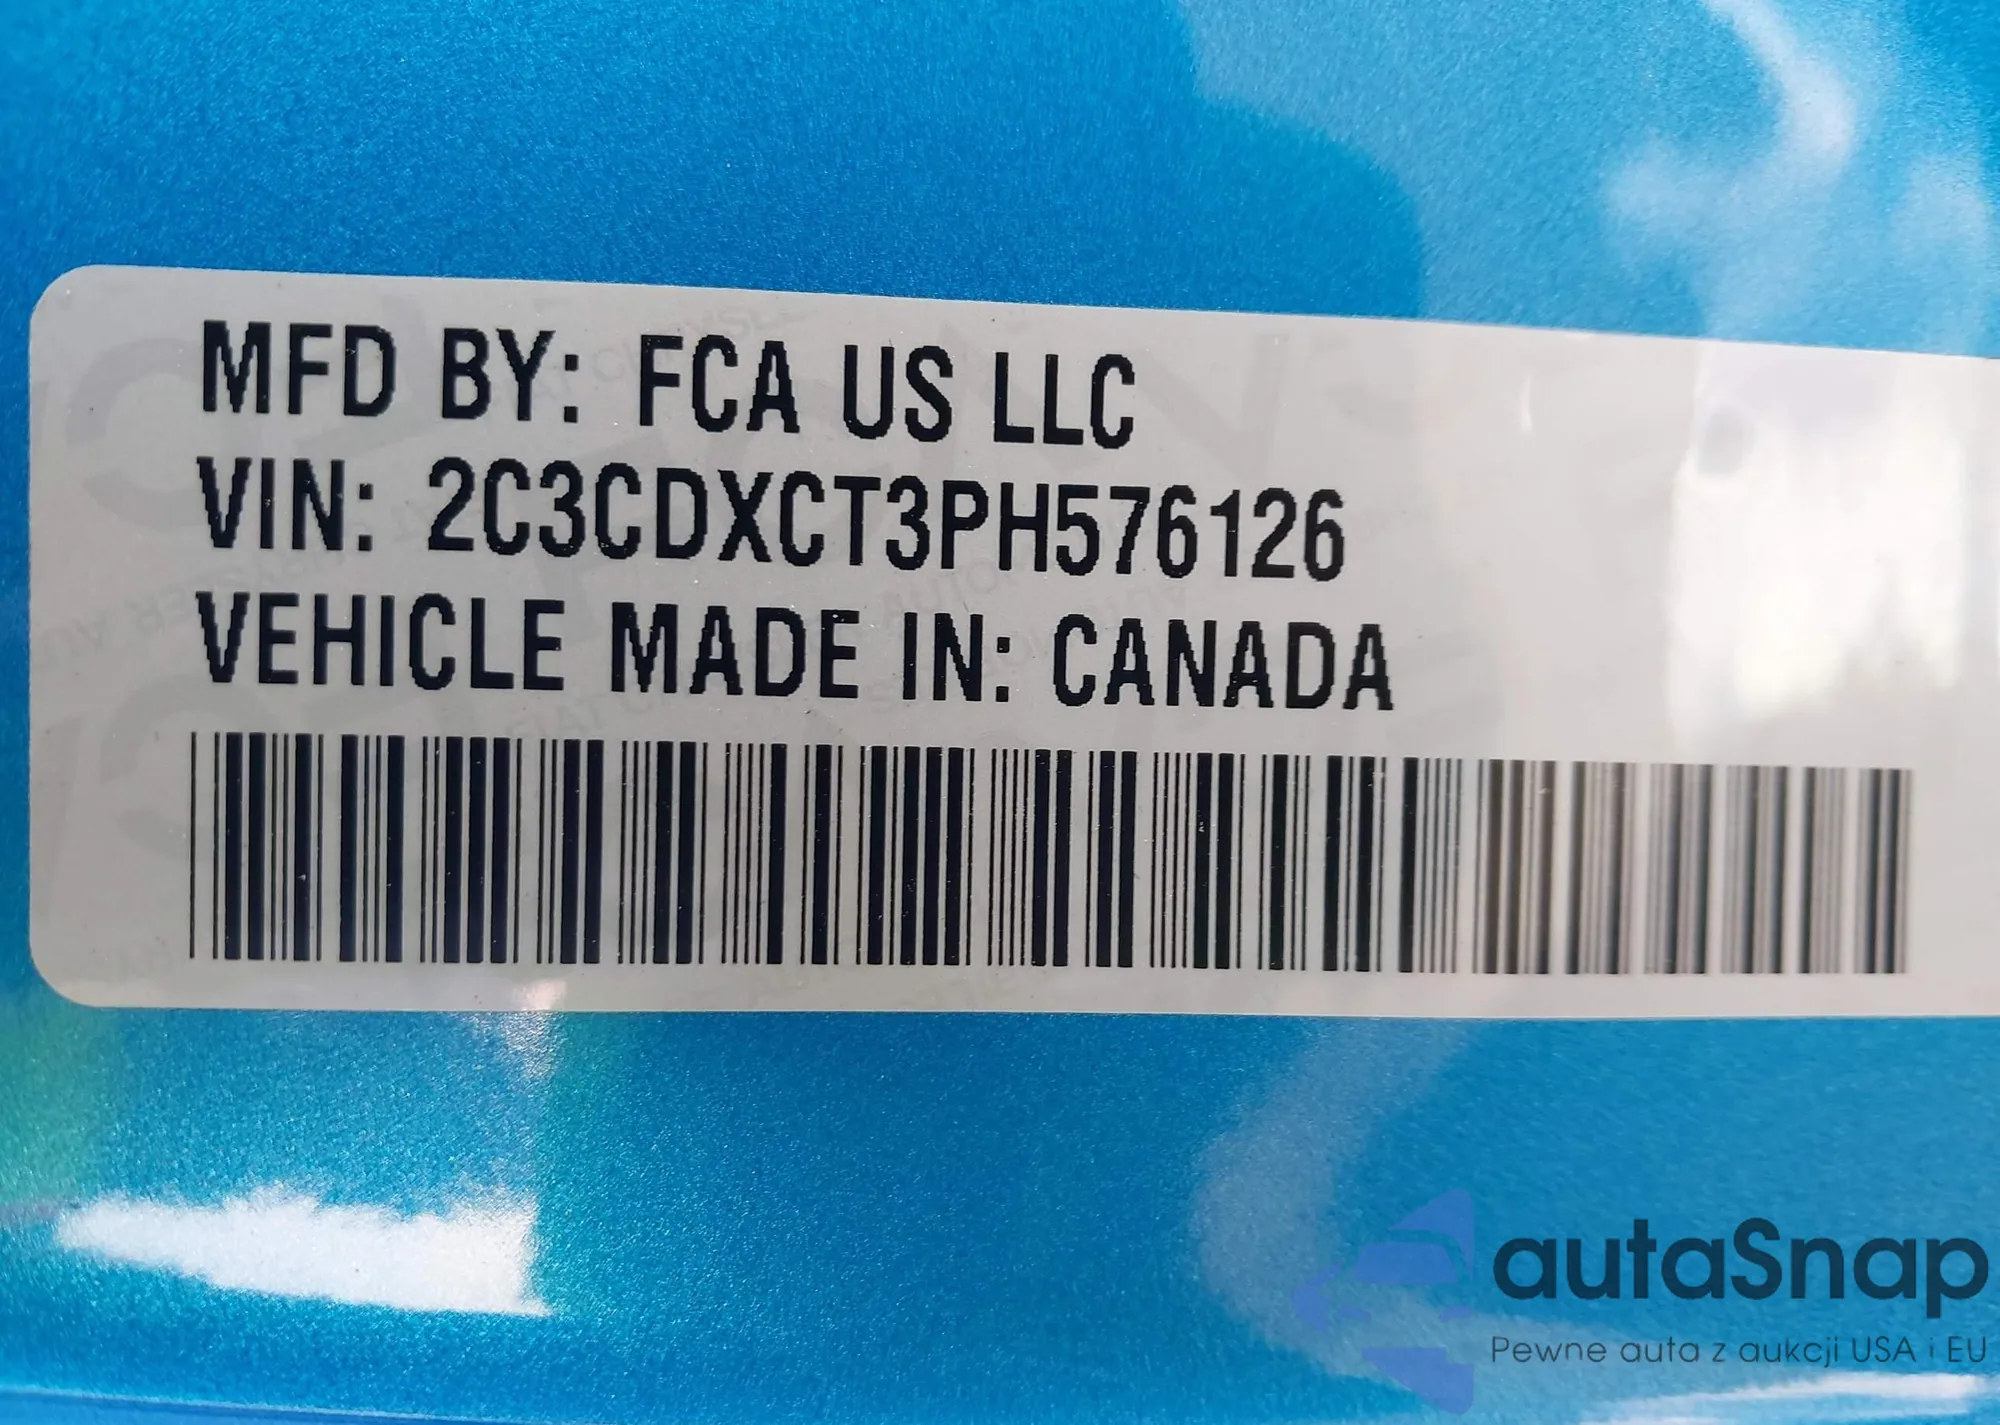 MFD BY: FCA US LLC
VIN: 2C3CDXCT3PH576126
VEHICLE MADE IN: CANADA
autaSnap
Pewne auta z aukcji USA i EU